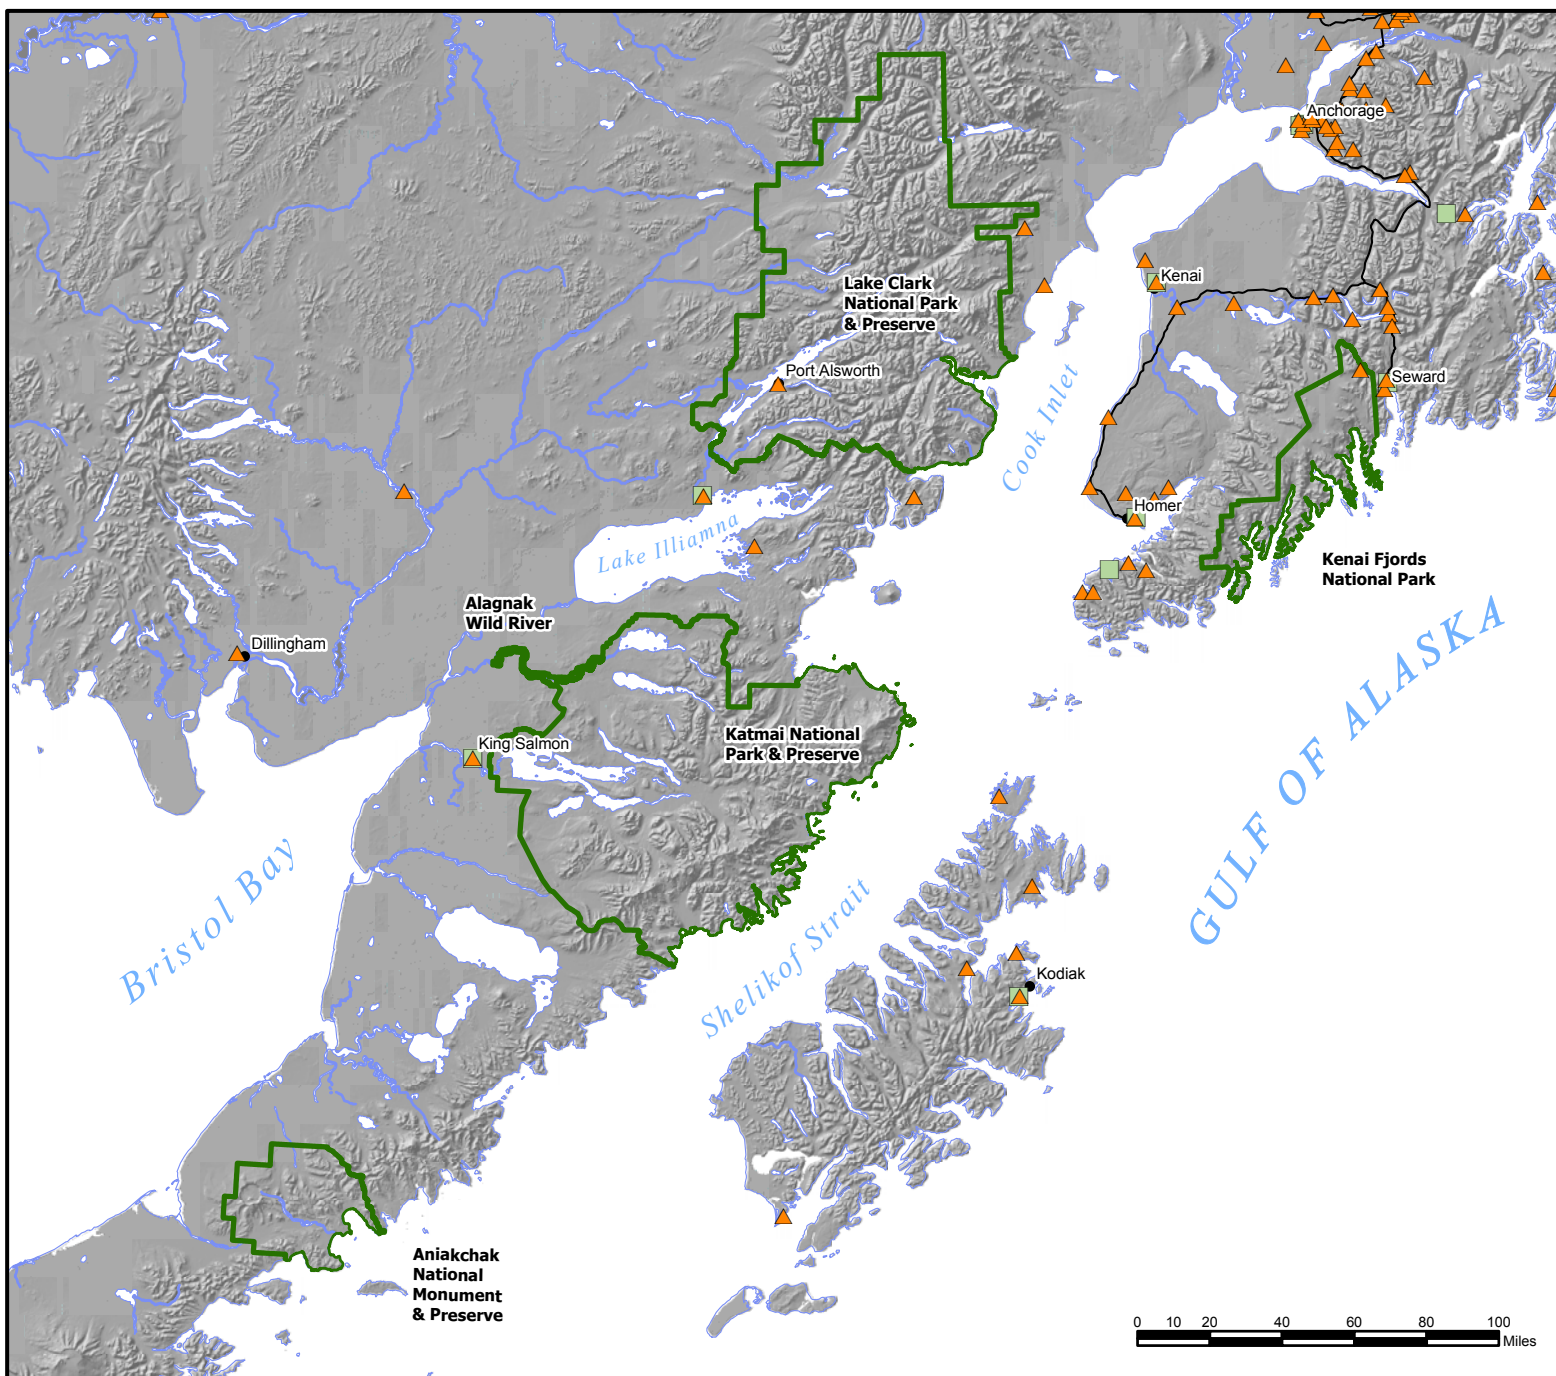 Anchorage
Kenai
Lake Clark
National Park
& Preserve
Port Alsworth
Seward
Cook Inlet
Homer
Lake Illiamna
Kenai Fjords
National Park
Alagnak
Wild River
Dillingham
GULF OF ALASKA
King Salmon
Katmai National
Park & Preserve
Bristol Bay
Shelikof Strait
Kodiak
Aniakchak
National
Monument
& Preserve
0 10 20 40 60 80 100
Miles